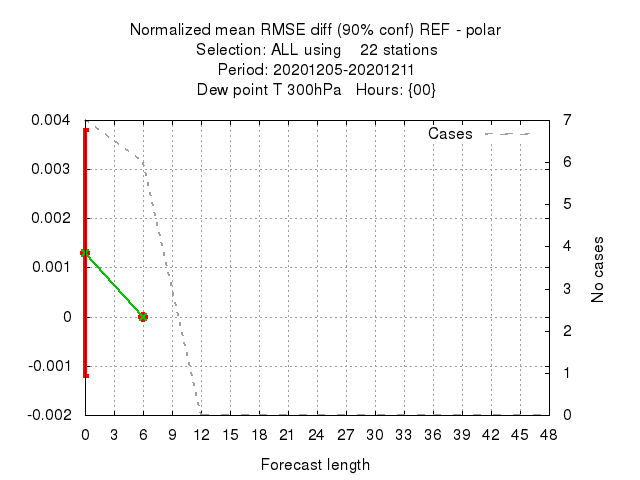 Normalized mean RMSE diff (90% conf) REF - polar
Selection: ALL using    22 stations
Period: 20201205-20201211
Dew point T 300hPa   Hours: {00}
Cases
0.004
0.003
0.002
0.001
0
-0.001
-0.002
7
6
5
4
3
2
1
0
No cases
0 3 6 9 12 15 18 21 24 27 30 33 36 39 42 45 48
Forecast length